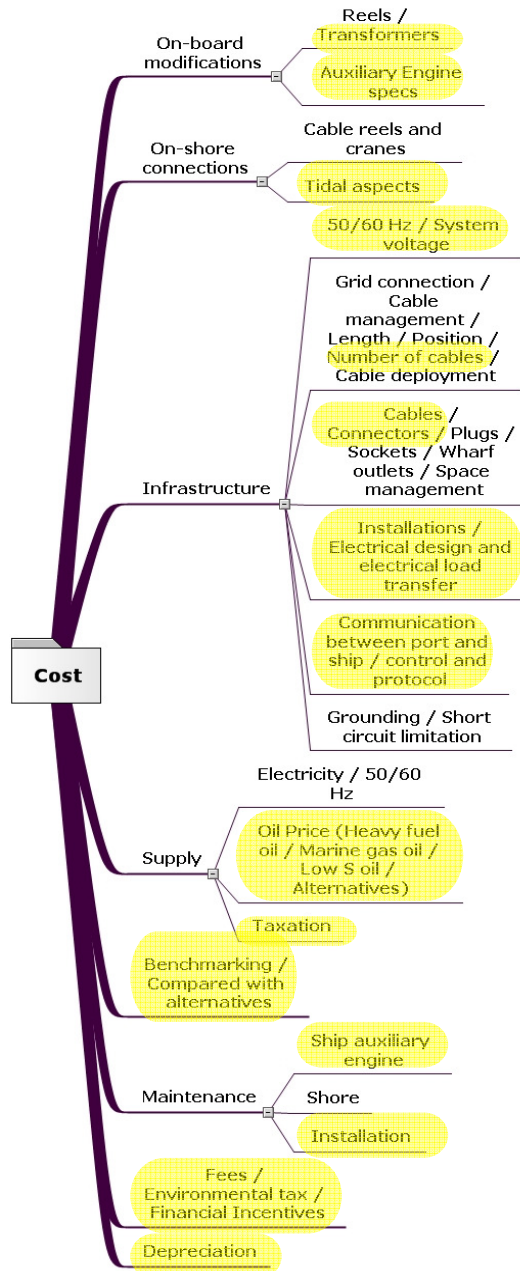 Reels /
Transformers
On-board
modifications
Auxiliary Engine
specs
On-shore
connections
Cable reels and
cranes
Tidal aspects
50/60 Hz / System
voltage
Grid connection /
Cable
management /
Length / Position /
Number of cables /
Cable deployment
Cables /
Connectors / Plugs /
Sockets / Wharf
outlets / Space
management
Infrastructure
Installations /
Electrical design and
electrical load
transfer
Communication
between port and
ship / control and
protocol
Grounding / Short
circuit limitation
Cost
Electricity / 50/60
Hz
Supply
Oil Price (Heavy fuel
oil / Marine gas oil /
Low S oil /
Alternatives)
Taxation
Benchmarking /
Compared with
alternatives
Ship auxiliary
engine
Maintenance
Shore
Installation
Fees /
Environmental tax /
Financial Incentives
Depreciation